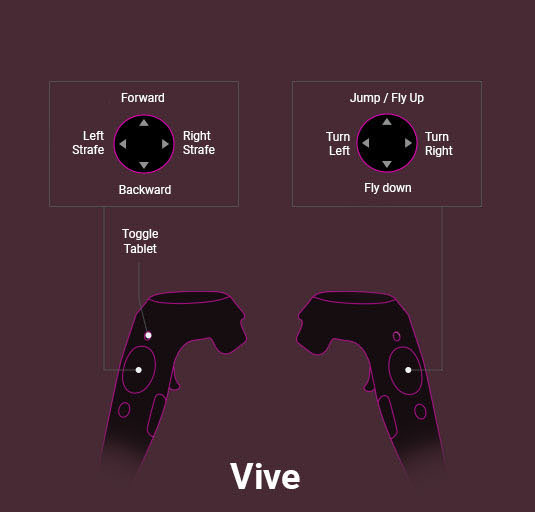 Forward
Left
Strafe
Right
Strafe
Backward
Jump / Fly Up
Turn
Left
Turn
Right
Fly down
Toggle
Tablet
Vive